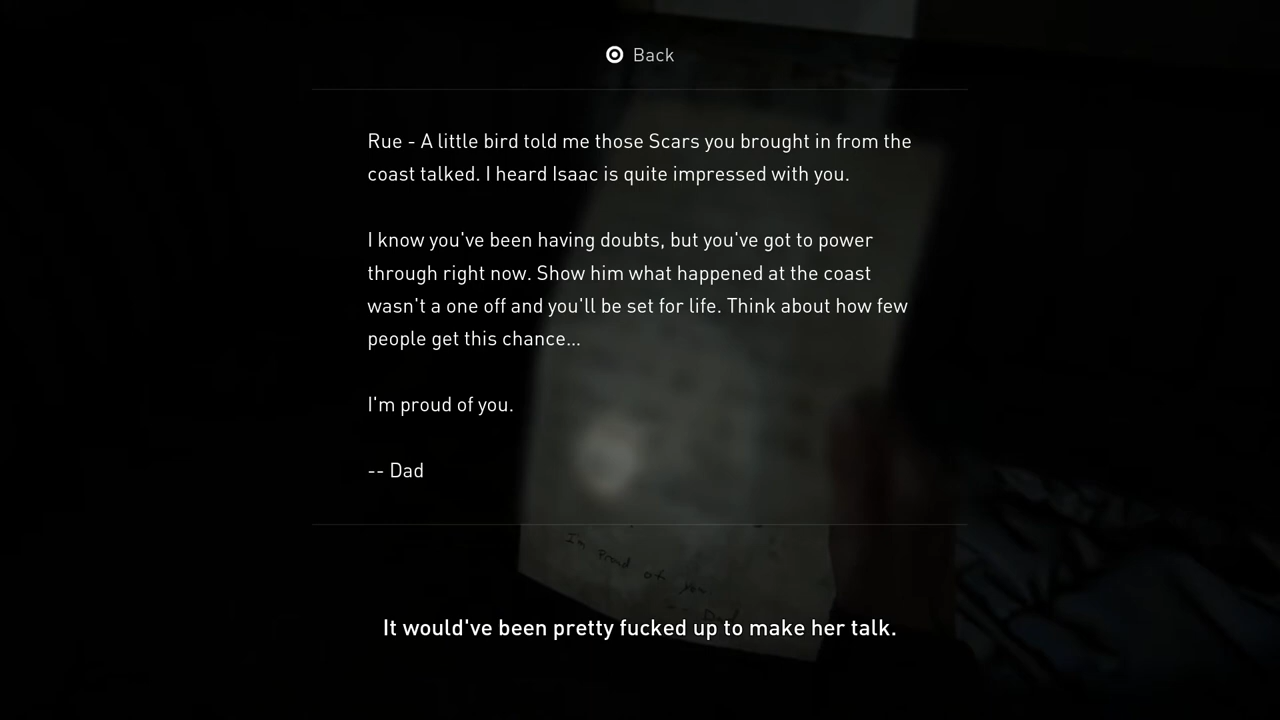 Back
Rue - A little bird told me those Scars you brought in from the
coast talked. I heard Isaac is quite impressed with you.
I know you've been having doubts, but you've got to power
through right now. Show him what happened at the coast
wasn't a one off and you'll be set for life. Think about how few
people get this chance...
I'm proud of you.
-- Dad
I'm proud of you.
-- Dad
It would've been pretty fucked up to make her talk.